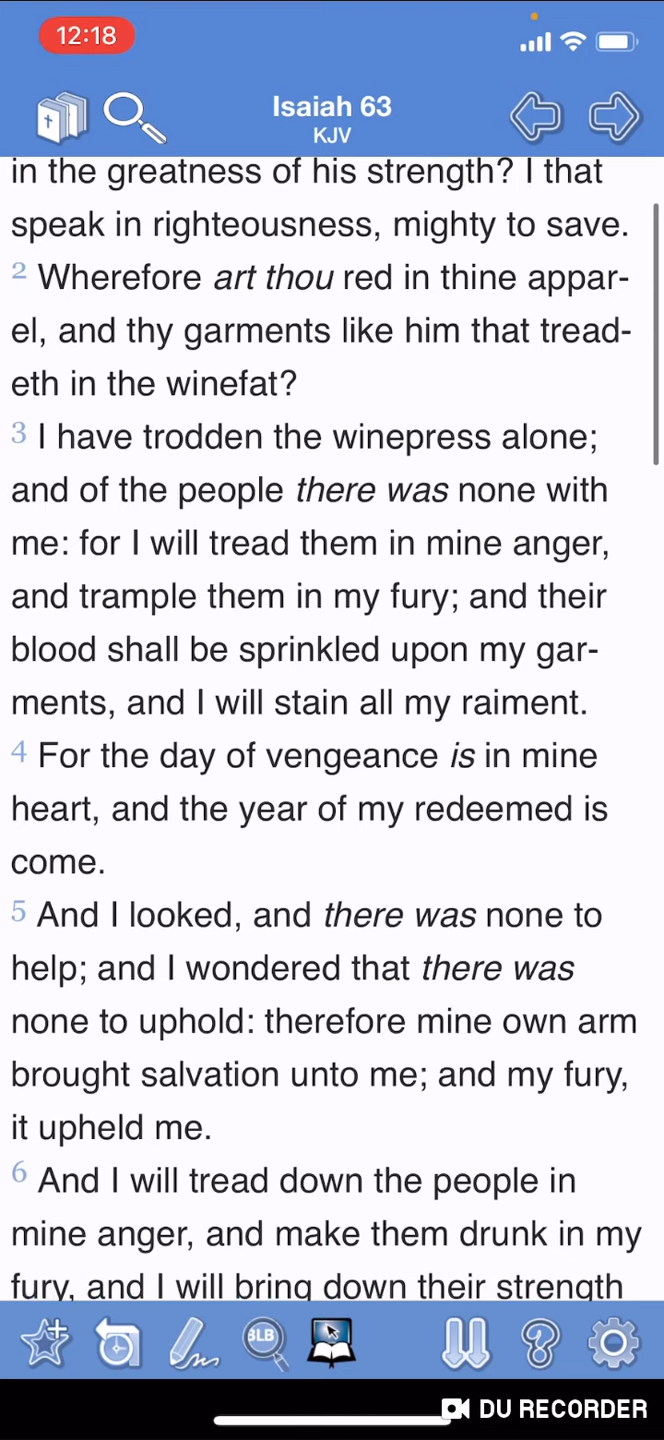 12:18
Isaiah 63
KJV
in the greatness of his strength? I that
speak in righteousness, mighty to save.
2 Wherefore art thou red in thine appar-
el, and thy garments like him that tread-
eth in the winefat?
3 I have trodden the winepress alone;
and of the people there was none with
me: for I will tread them in mine anger,
and trample them in my fury; and their
blood shall be sprinkled upon my gar-
ments, and I will stain all my raiment.
4 For the day of vengeance is in mine
heart, and the year of my redeemed is
come.
5 And I looked, and there was none to
help; and I wondered that there was
none to uphold: therefore mine own arm
brought salvation unto me; and my fury,
it upheld me.
6 And I will tread down the people in
mine anger, and make them drunk in my
fury, and I will bring down their strength
BLB
DU RECORDER